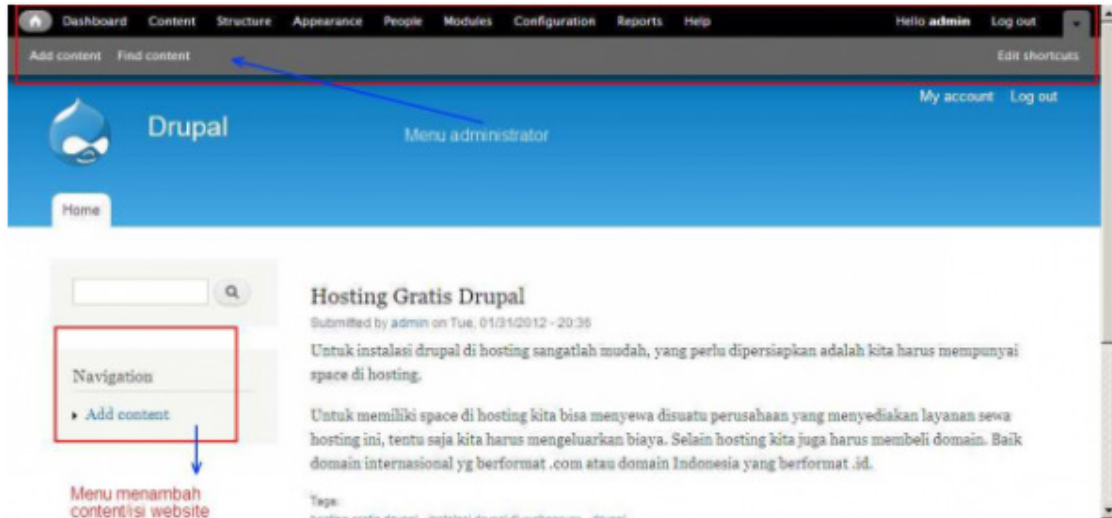 Dashboard Content Structure Appearance People Modules Configuration Reports Help Hello admin Log out
Add content Find content Edit shortcuts
My account Log out
Drupal
Menu administrator
Home
Hosting Gratis Drupal
Submitted by admin on Tue, 01/31/2012 - 20:36
Untuk instalasi drupal di hosting sangatlah mudah, yang perlu dipersiapkan adalah kita harus mempunyai
space di hosting.
Untuk memiliki space di hosting kita bisa menyewa disuatu perusahaan yang menyediakan layanan sewa
hosting ini, tentu saja kita harus mengeluarkan biaya. Selain hosting kita juga harus membeli domain. Baik
domain internasional yg berformat .com atau domain Indonesia yang berformat .id.
Tags:
Navigation
Add content
Menu menambah
content/isi website